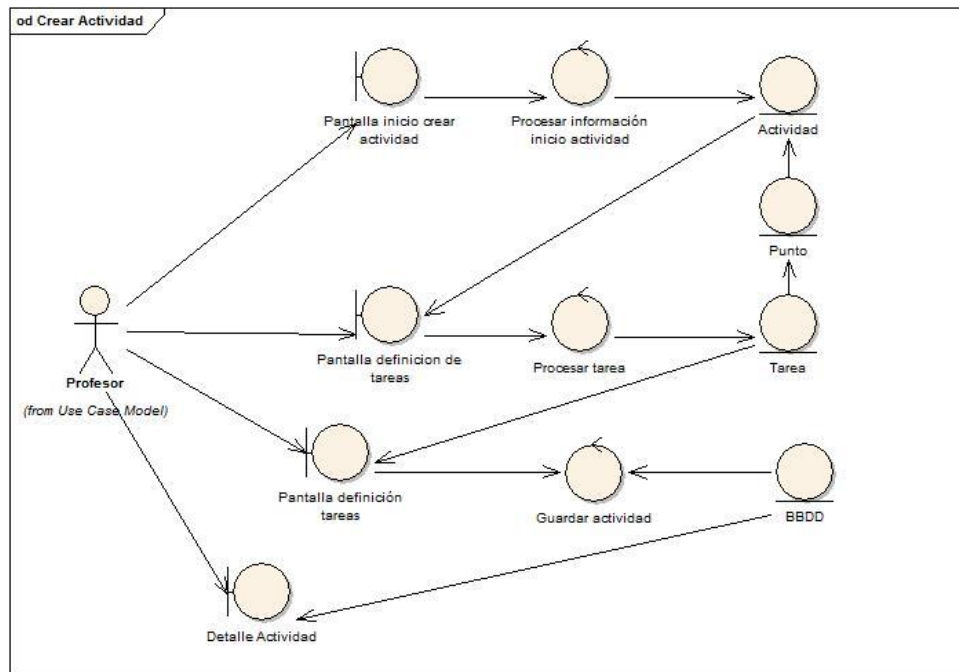 od Crear Actividad
Pantalla inicio crear
actividad
Procesar información
inicio actividad
Actividad
Punto
Pantalla definicion de
tareas
Procesar tarea
Tarea
Profesor
(from Use Case Model)
Pantalla definición
tareas
Guardar actividad
BBDD
Detalle Actividad